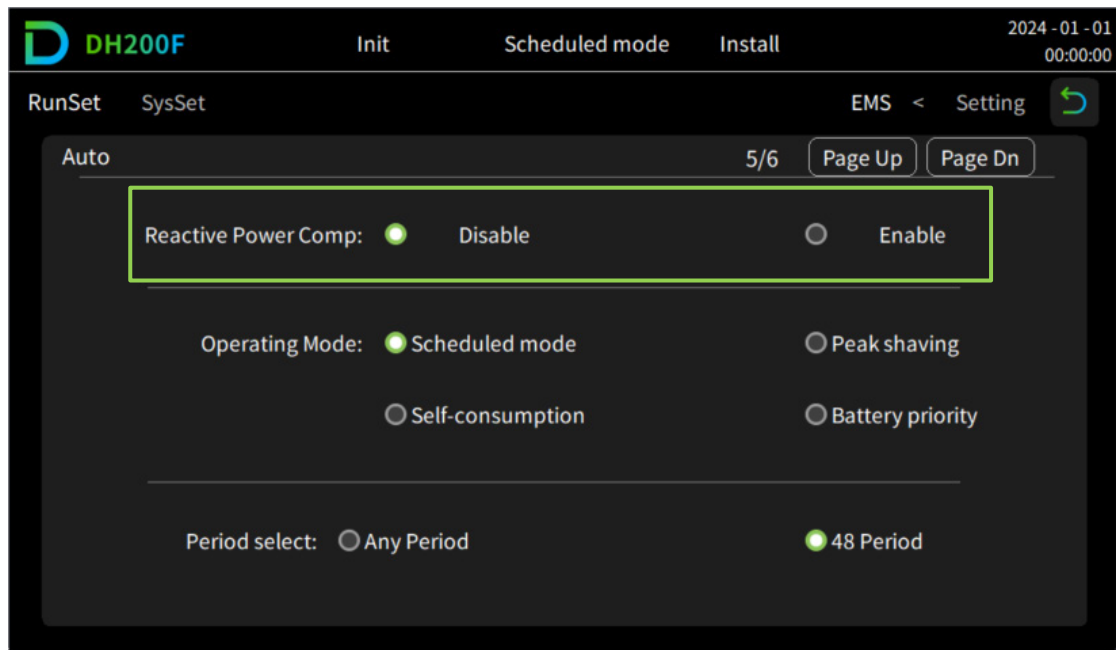 DH200F Init Scheduled mode Install 2024 - 01 - 01
00:00:00
RunSet SysSet EMS < Setting
Auto 5/6 Page Up Page Dn
Reactive Power Comp: Disable Enable
Operating Mode: Scheduled mode Peak shaving
Self-consumption Battery priority
Period select: Any Period 48 Period